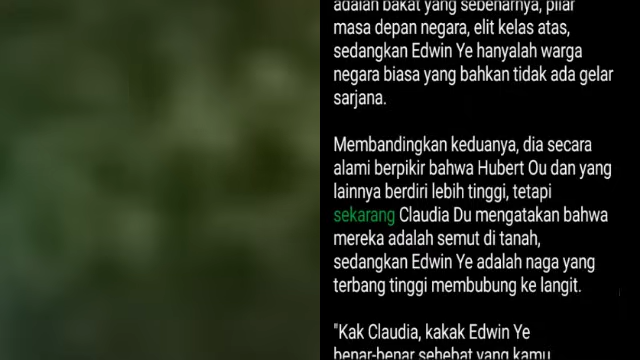 adalah bakat yang sebenarnya, pilar
masa depan negara, elit kelas atas,
sedangkan Edwin Ye hanyalah warga
negara biasa yang bahkan tidak ada gelar
sarjana.
Membandingkan keduanya, dia secara
alami berpikir bahwa Hubert Ou dan yang
lainnya berdiri lebih tinggi, tetapi
sekarang Claudia Du mengatakan bahwa
mereka adalah semut di tanah,
sedangkan Edwin Ye adalah naga yang
terbang tinggi membubung ke langit.
"Kak Claudia, kakak Edwin Ye
benar-benar sehebat yang kamu